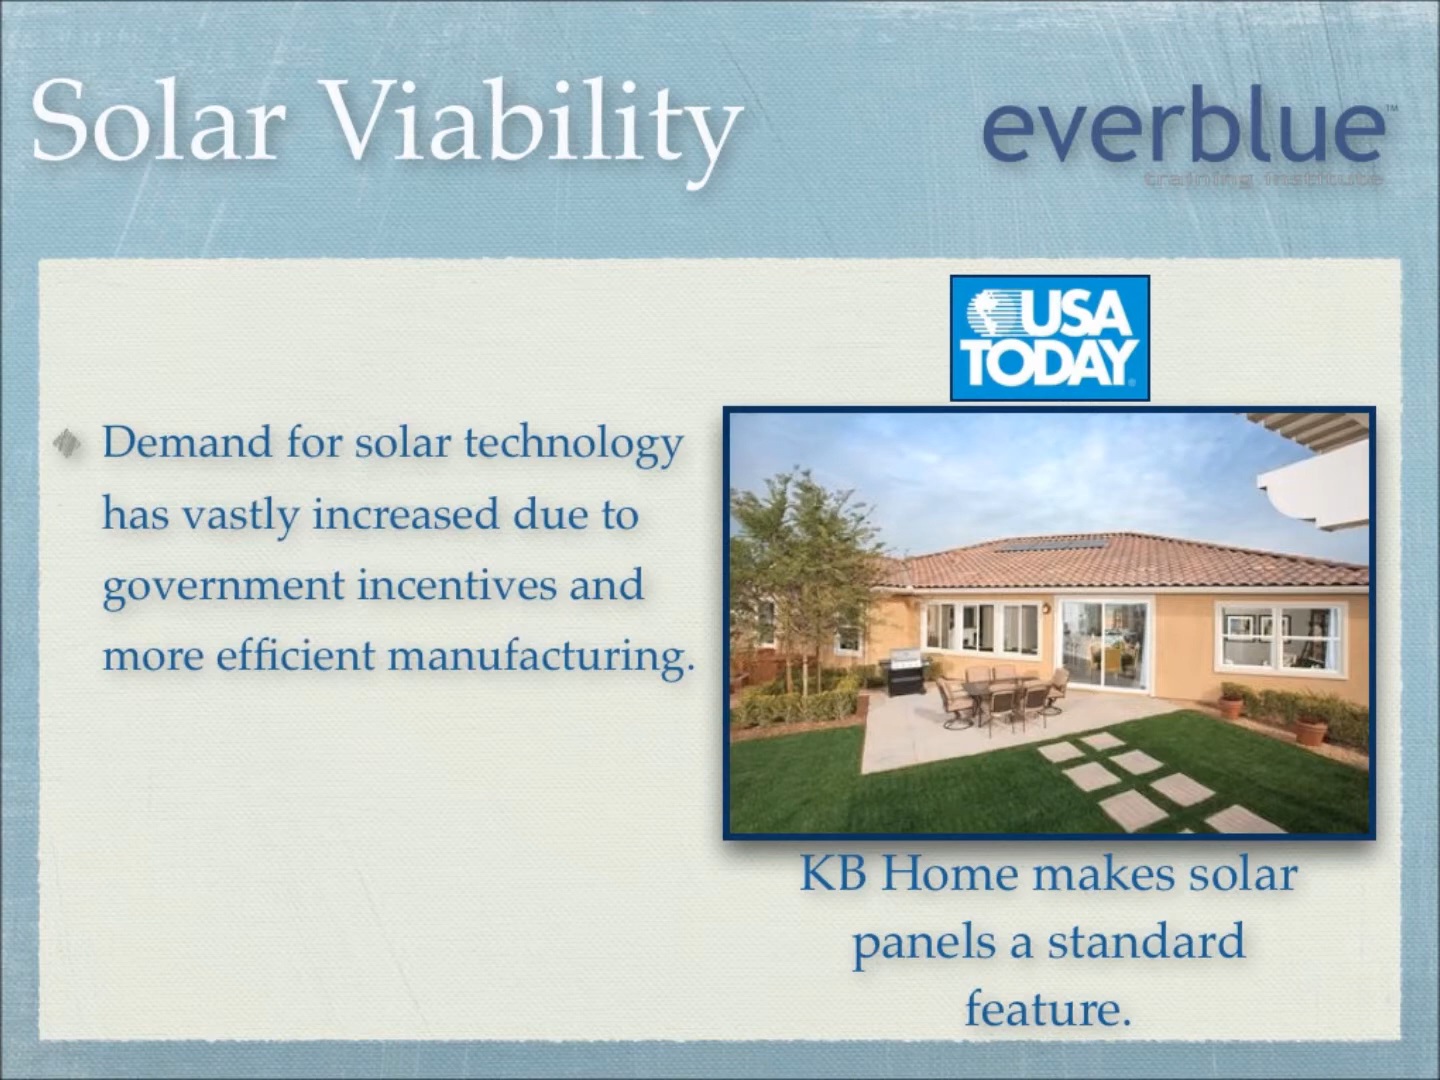 Solar Viability
everblue™
training institute
USA
TODAY
Demand for solar technology
has vastly increased due to
government incentives and
more efficient manufacturing.
KB Home makes solar
panels a standard
feature.